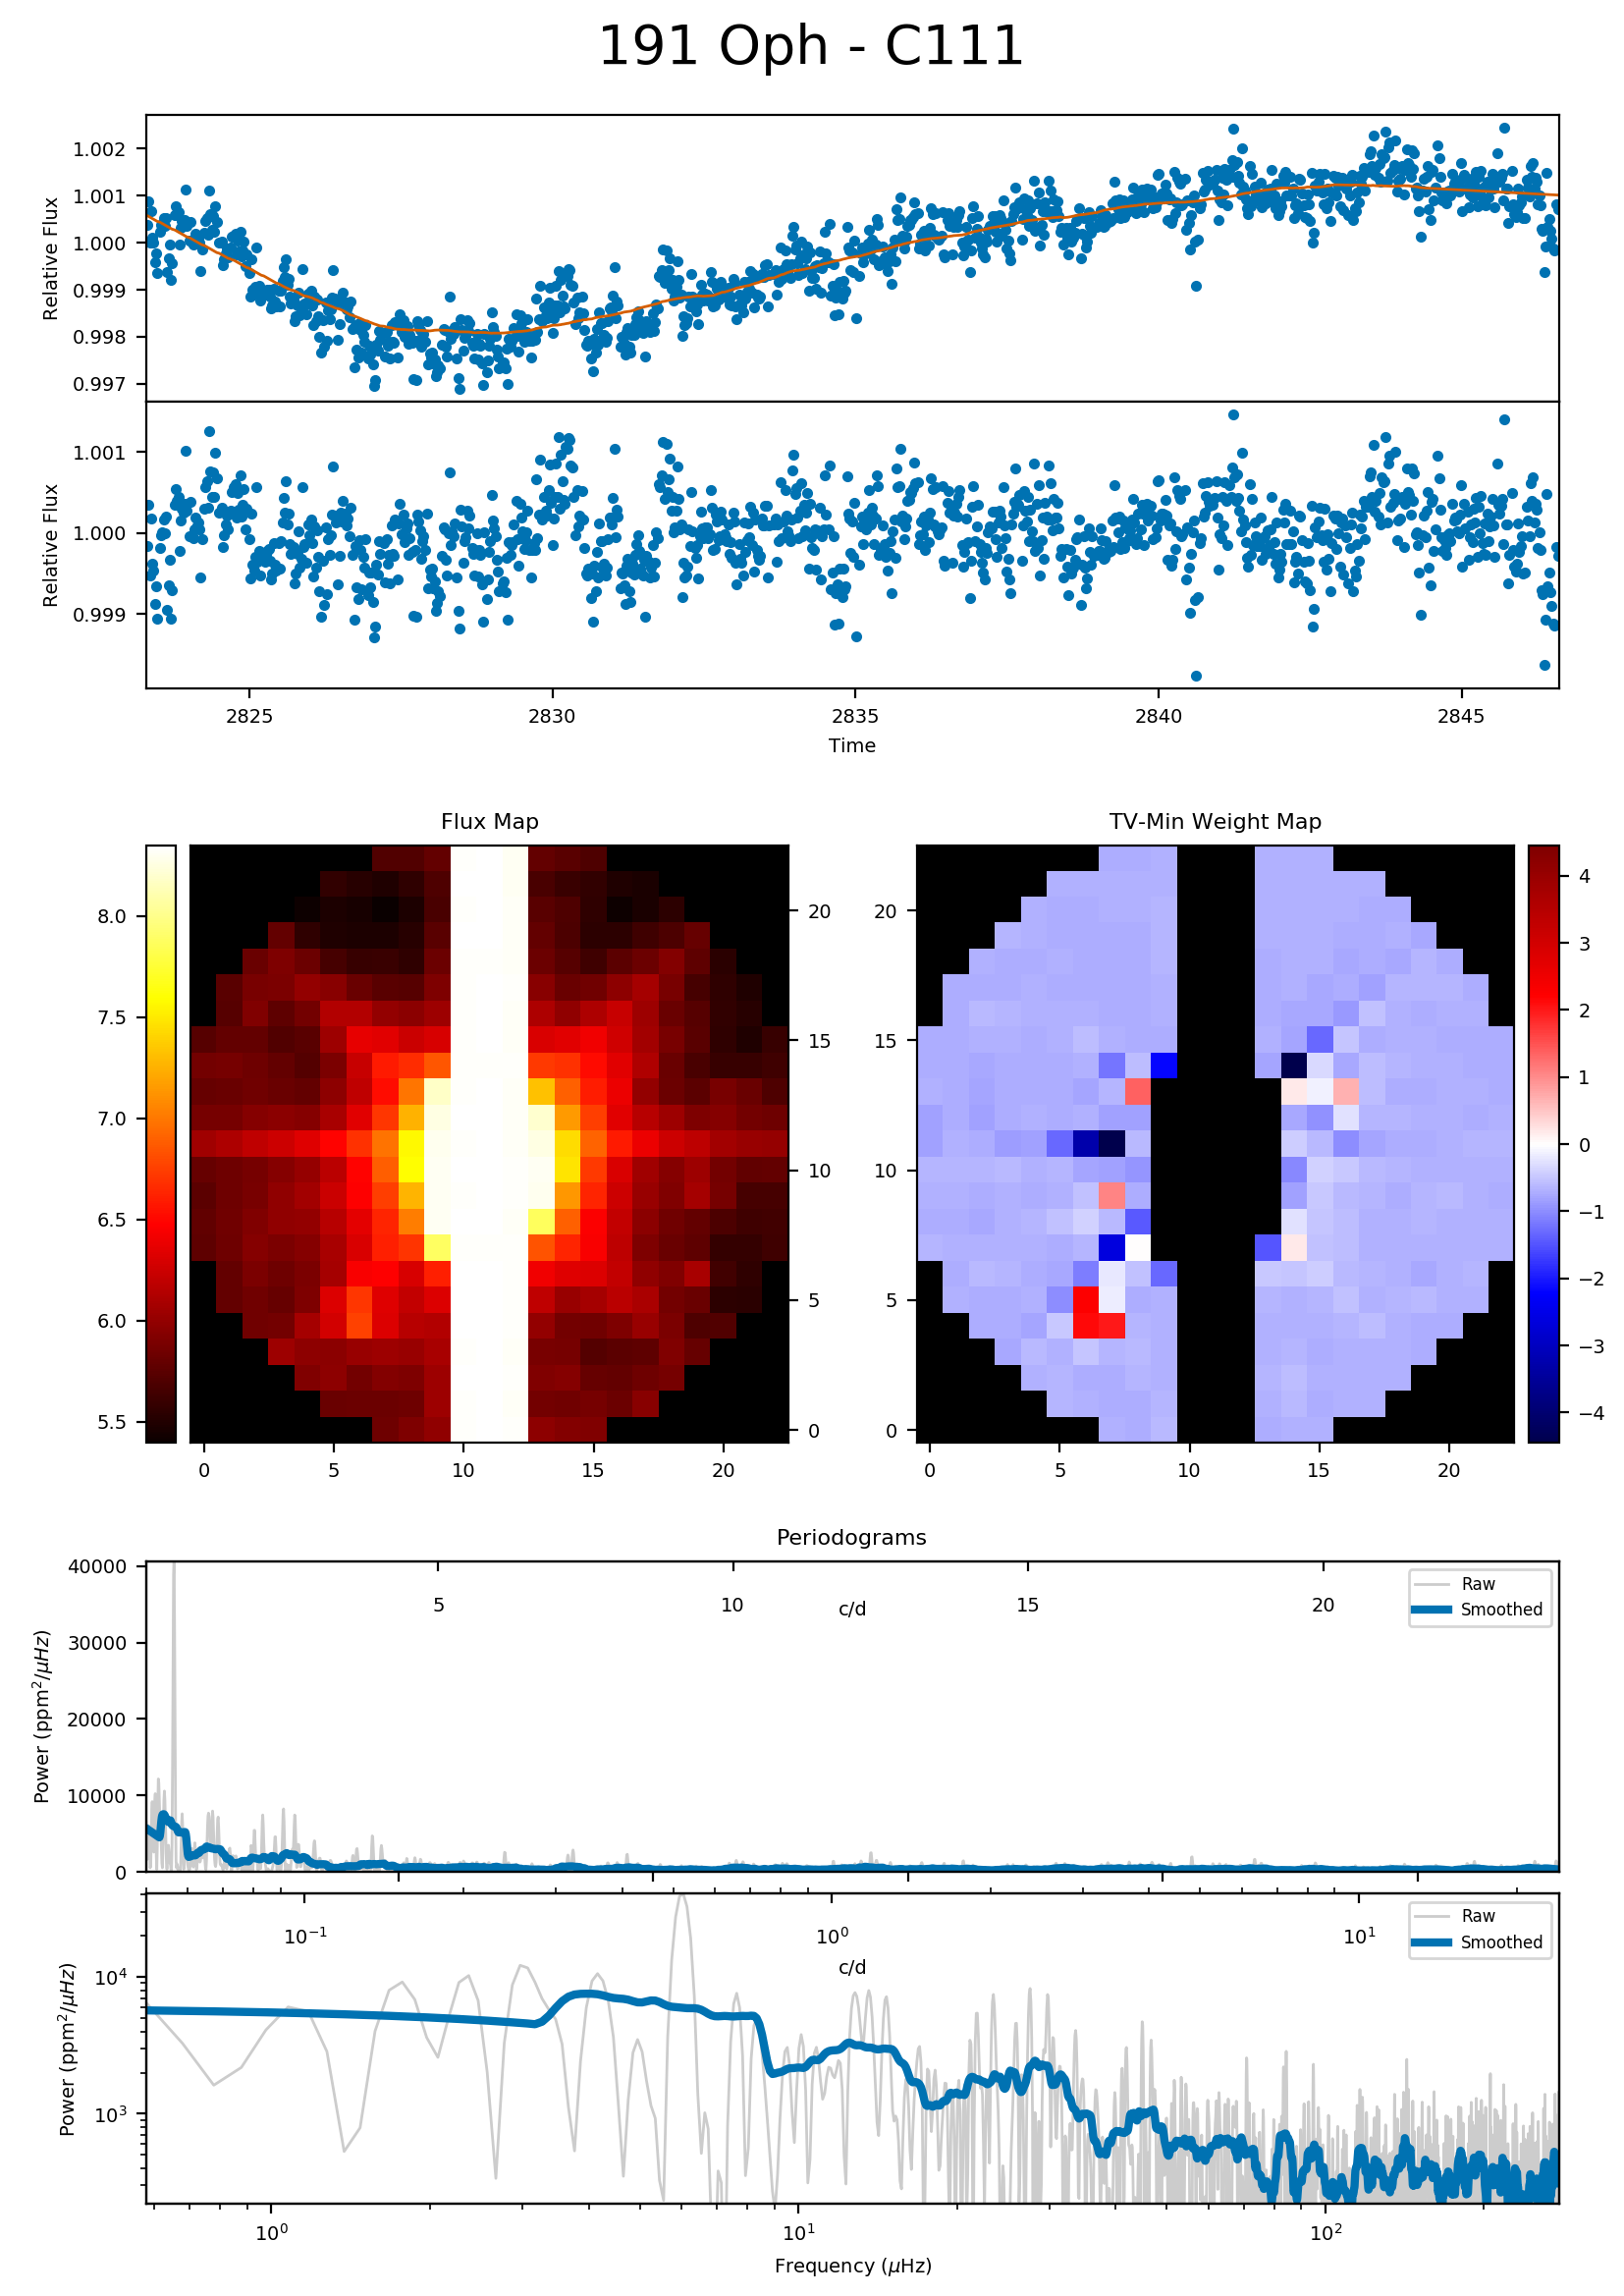 191 Oph - C111
1.002
1.001
1.000
0.999
0.998
0.997
Relative Flux
1.001
1.000
0.999
Relative Flux
2825 2830 2835 2840 2845
Time
Flux Map TV-Min Weight Map
8.0
7.5
7.0
6.5
6.0
5.5
20
15
10
5
0
0 5 10 15 20
20
15
10
5
0
0 5 10 15 20
4
3
2
1
0
−1
−2
−3
−4
Periodograms
40000
30000
20000
10000
0
Power (ppm²/μHz)
5 10 15 20
c/d
Raw
Smoothed
10⁻¹ 10⁰ 10¹
c/d
Raw
Smoothed
10⁴
10³
Power (ppm²/μHz)
10⁰ 10¹ 10²
Frequency (μHz)